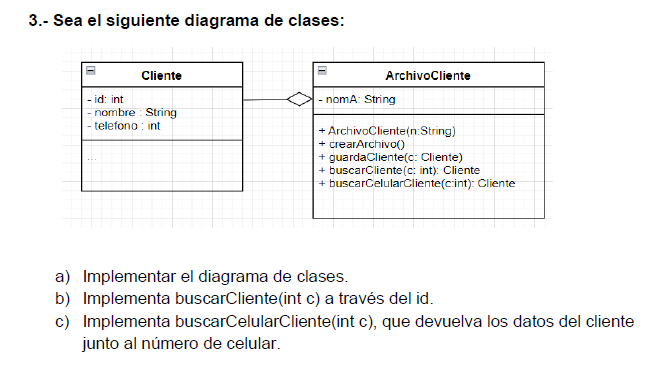 3.- Sea el siguiente diagrama de clases:
Cliente
- id: int
- nombre : String
- telefono : int
...
ArchivoCliente
- nomA: String
+ ArchivoCliente(n:String)
+ crearArchivo()
+ guardaCliente(c: Cliente)
+ buscarCliente(c: int): Cliente
+ buscarCelularCliente(c:int): Cliente
a) Implementar el diagrama de clases.
b) Implementa buscarCliente(int c) a través del id.
c) Implementa buscarCelularCliente(int c), que devuelva los datos del cliente
junto al número de celular.